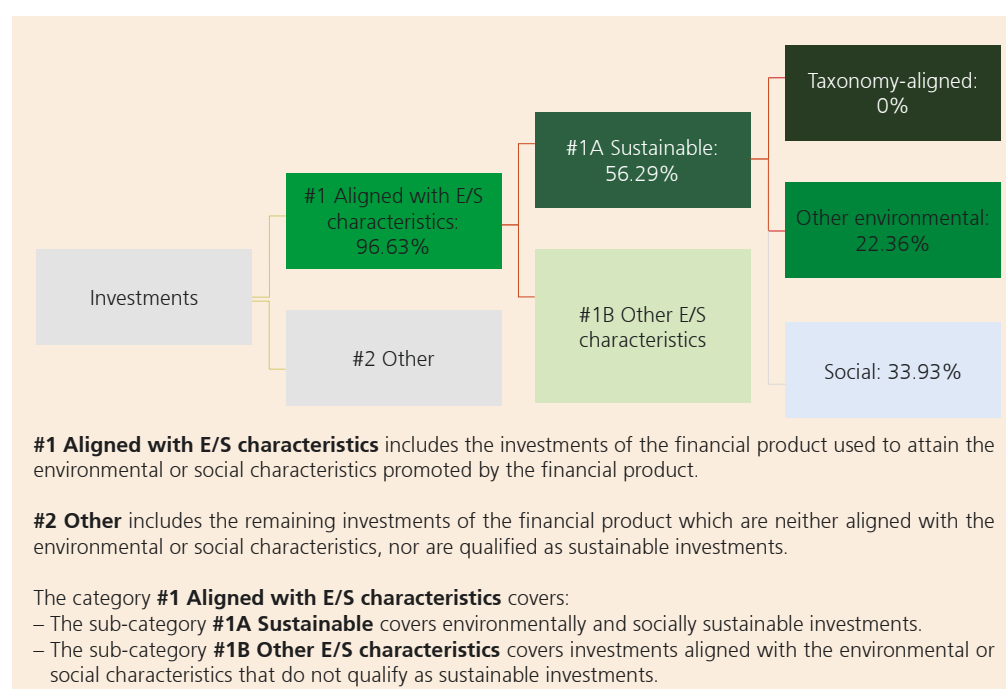 Taxonomy-aligned:
0%
#1A Sustainable:
56.29%
#1 Aligned with E/S
characteristics:
96.63%
Other environmental:
22.36%
Investments
#1B Other E/S
characteristics
#2 Other
Social: 33.93%
#1 Aligned with E/S characteristics includes the investments of the financial product used to attain the
environmental or social characteristics promoted by the financial product.
#2 Other includes the remaining investments of the financial product which are neither aligned with the
environmental or social characteristics, nor are qualified as sustainable investments.
The category #1 Aligned with E/S characteristics covers:
– The sub-category #1A Sustainable covers environmentally and socially sustainable investments.
– The sub-category #1B Other E/S characteristics covers investments aligned with the environmental or
social characteristics that do not qualify as sustainable investments.